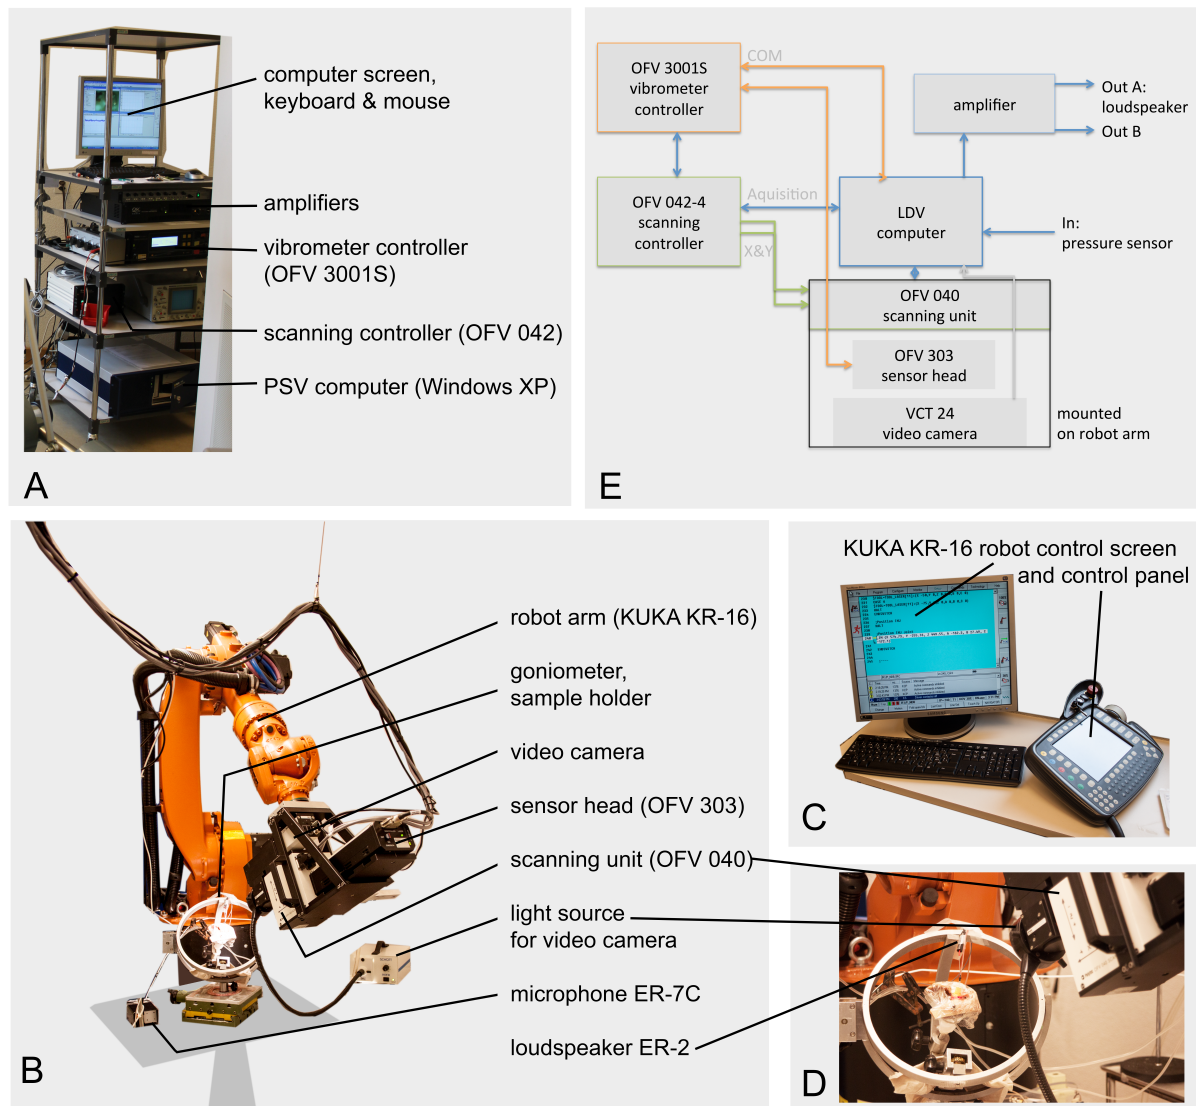 computer screen,
keyboard & mouse
amplifiers
vibrometer controller
(OFV 3001S)
scanning controller (OFV 042)
PSV computer (Windows XP)
A
OFV 3001S
vibrometer
controller
COM
amplifier
Out A:
loudspeaker
Out B
OFV 042-4
scanning
controller
Aquisition
X&Y
LDV
computer
In:
pressure sensor
OFV 040
scanning unit
OFV 303
sensor head
VCT 24
video camera
mounted
on robot arm
E
robot arm (KUKA KR-16)
goniometer,
sample holder
video camera
sensor head (OFV 303)
scanning unit (OFV 040)
light source
for video camera
microphone ER-7C
loudspeaker ER-2
B
KUKA KR-16 robot control screen
and control panel
C
D